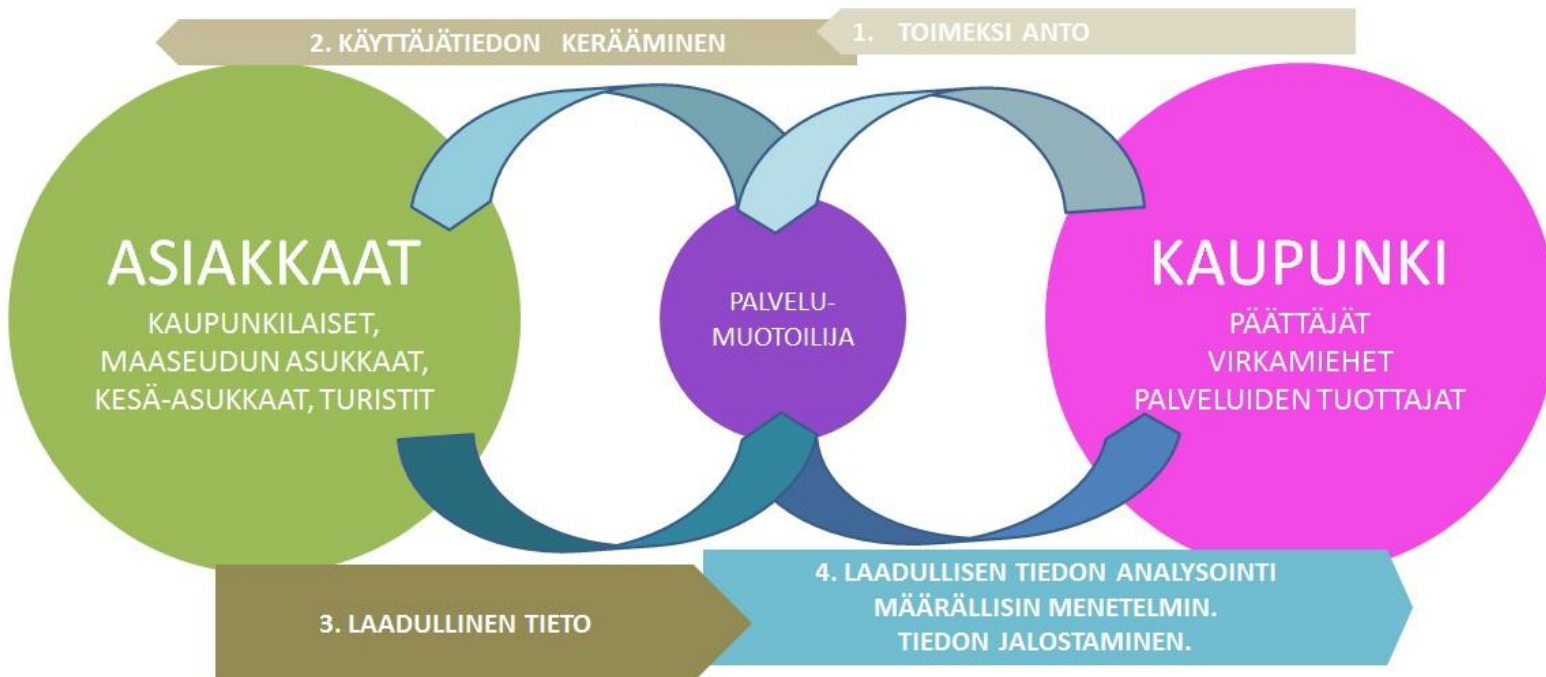 2. KÄYTTÄJÄTIEDON KERÄÄMINEN
1. TOIMEKSI ANTO
ASIAKKAAT
KAUPUNKILAISET,
MAASEUDUN ASUKKAAT,
KESÄ-ASUKKAAT, TURISTIT
PALVELU-
MUOTOILIJA
KAUPUNKI
PÄÄTTÄJÄT
VIRKAMIEHET
PALVELUIDEN TUOTTAJAT
3. LAADULLINEN TIETO
4. LAADULLISEN TIEDON ANALYSOINTI
MÄÄRÄLLISIN MENETELMIN.
TIEDON JALOSTAMINEN.